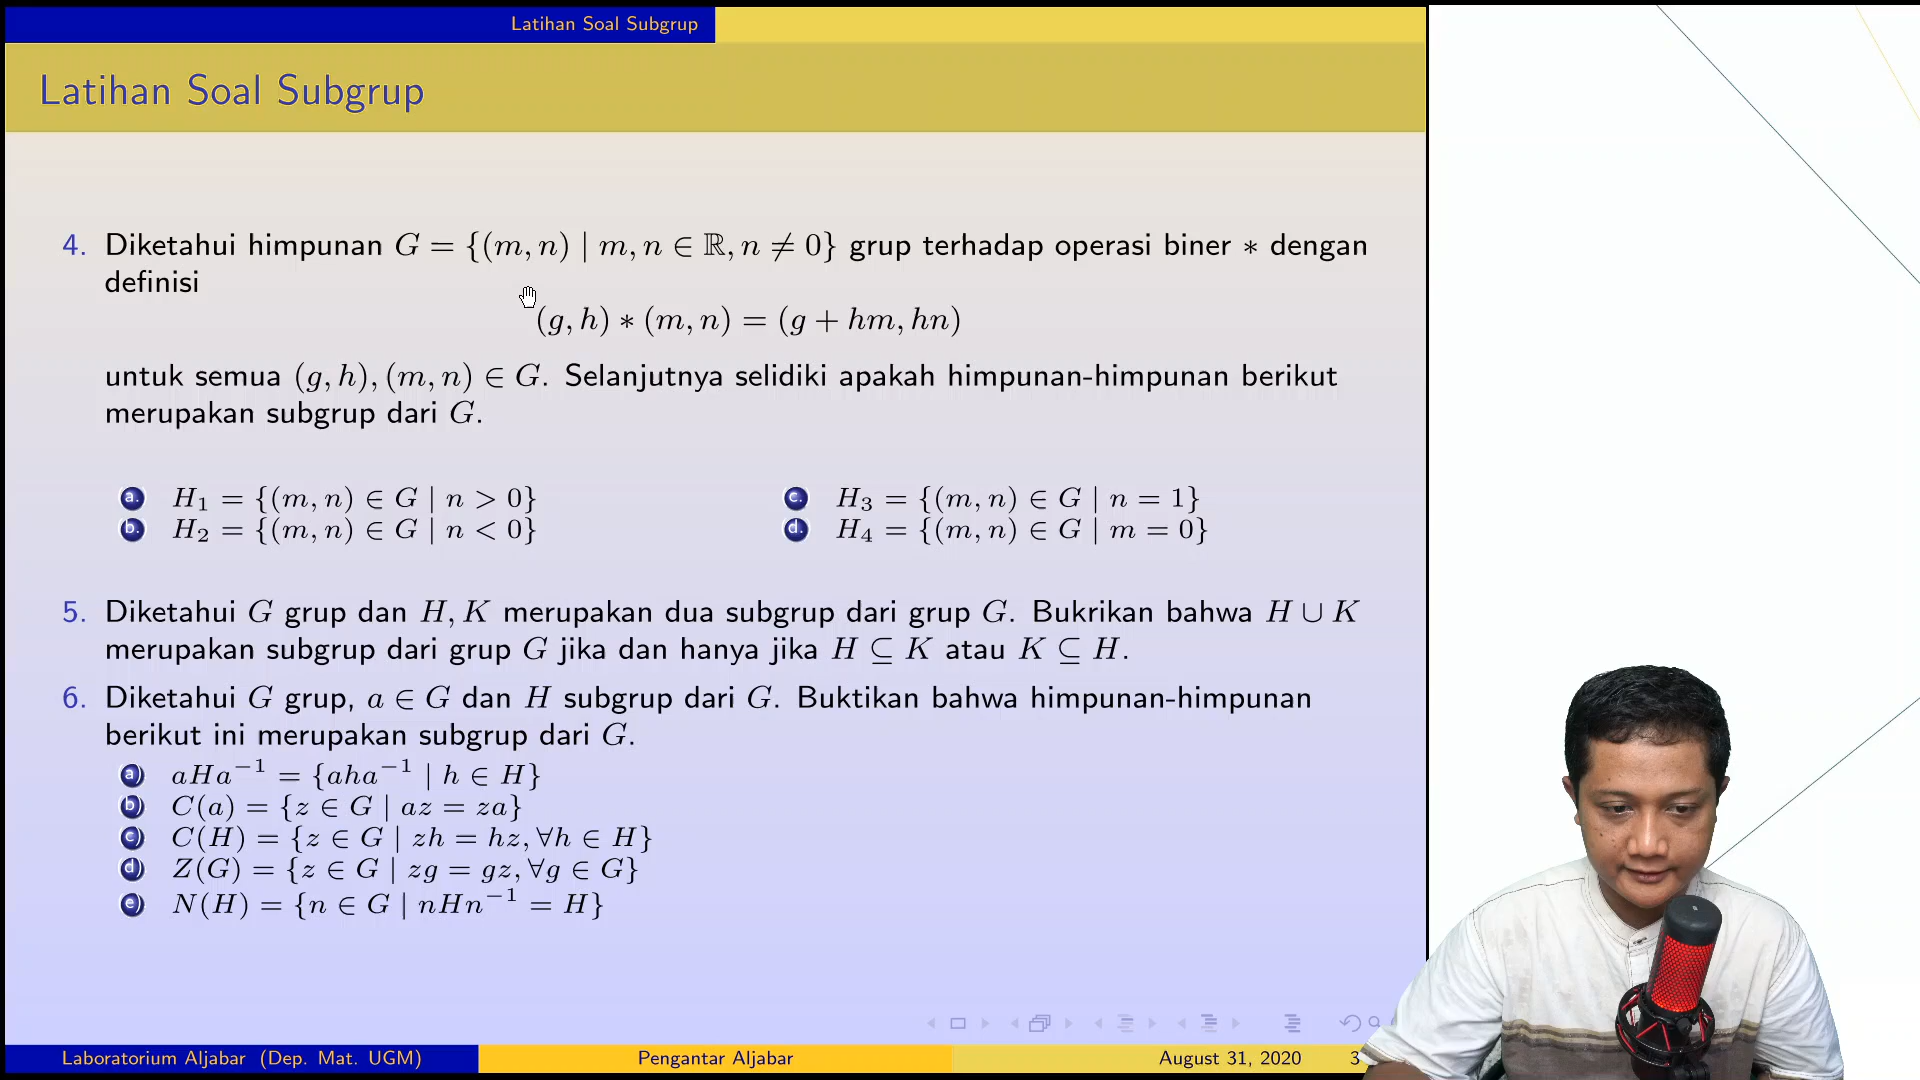 Latihan Soal Subgrup
Latihan Soal Subgrup
4. Diketahui himpunan G = {(m, n) | m, n ∈ ℝ, n ≠ 0} grup terhadap operasi biner ∗ dengan
definisi
(g, h) ∗ (m, n) = (g + hm, hn)
untuk semua (g, h), (m, n) ∈ G. Selanjutnya selidiki apakah himpunan-himpunan berikut
merupakan subgrup dari G.
a. H₁ = {(m, n) ∈ G | n > 0}
b. H₂ = {(m, n) ∈ G | n < 0}
c. H₃ = {(m, n) ∈ G | n = 1}
d. H₄ = {(m, n) ∈ G | m = 0}
5. Diketahui G grup dan H, K merupakan dua subgrup dari grup G. Bukrikan bahwa H ∪ K
merupakan subgrup dari grup G jika dan hanya jika H ⊆ K atau K ⊆ H.
6. Diketahui G grup, a ∈ G dan H subgrup dari G. Buktikan bahwa himpunan-himpunan
berikut ini merupakan subgrup dari G.
a) aHa⁻¹ = {aha⁻¹ | h ∈ H}
b) C(a) = {z ∈ G | az = za}
c) C(H) = {z ∈ G | zh = hz, ∀h ∈ H}
d) Z(G) = {z ∈ G | zg = gz, ∀g ∈ G}
e) N(H) = {n ∈ G | nHn⁻¹ = H}
Laboratorium Aljabar (Dep. Mat. UGM) Pengantar Aljabar August 31, 2020 3